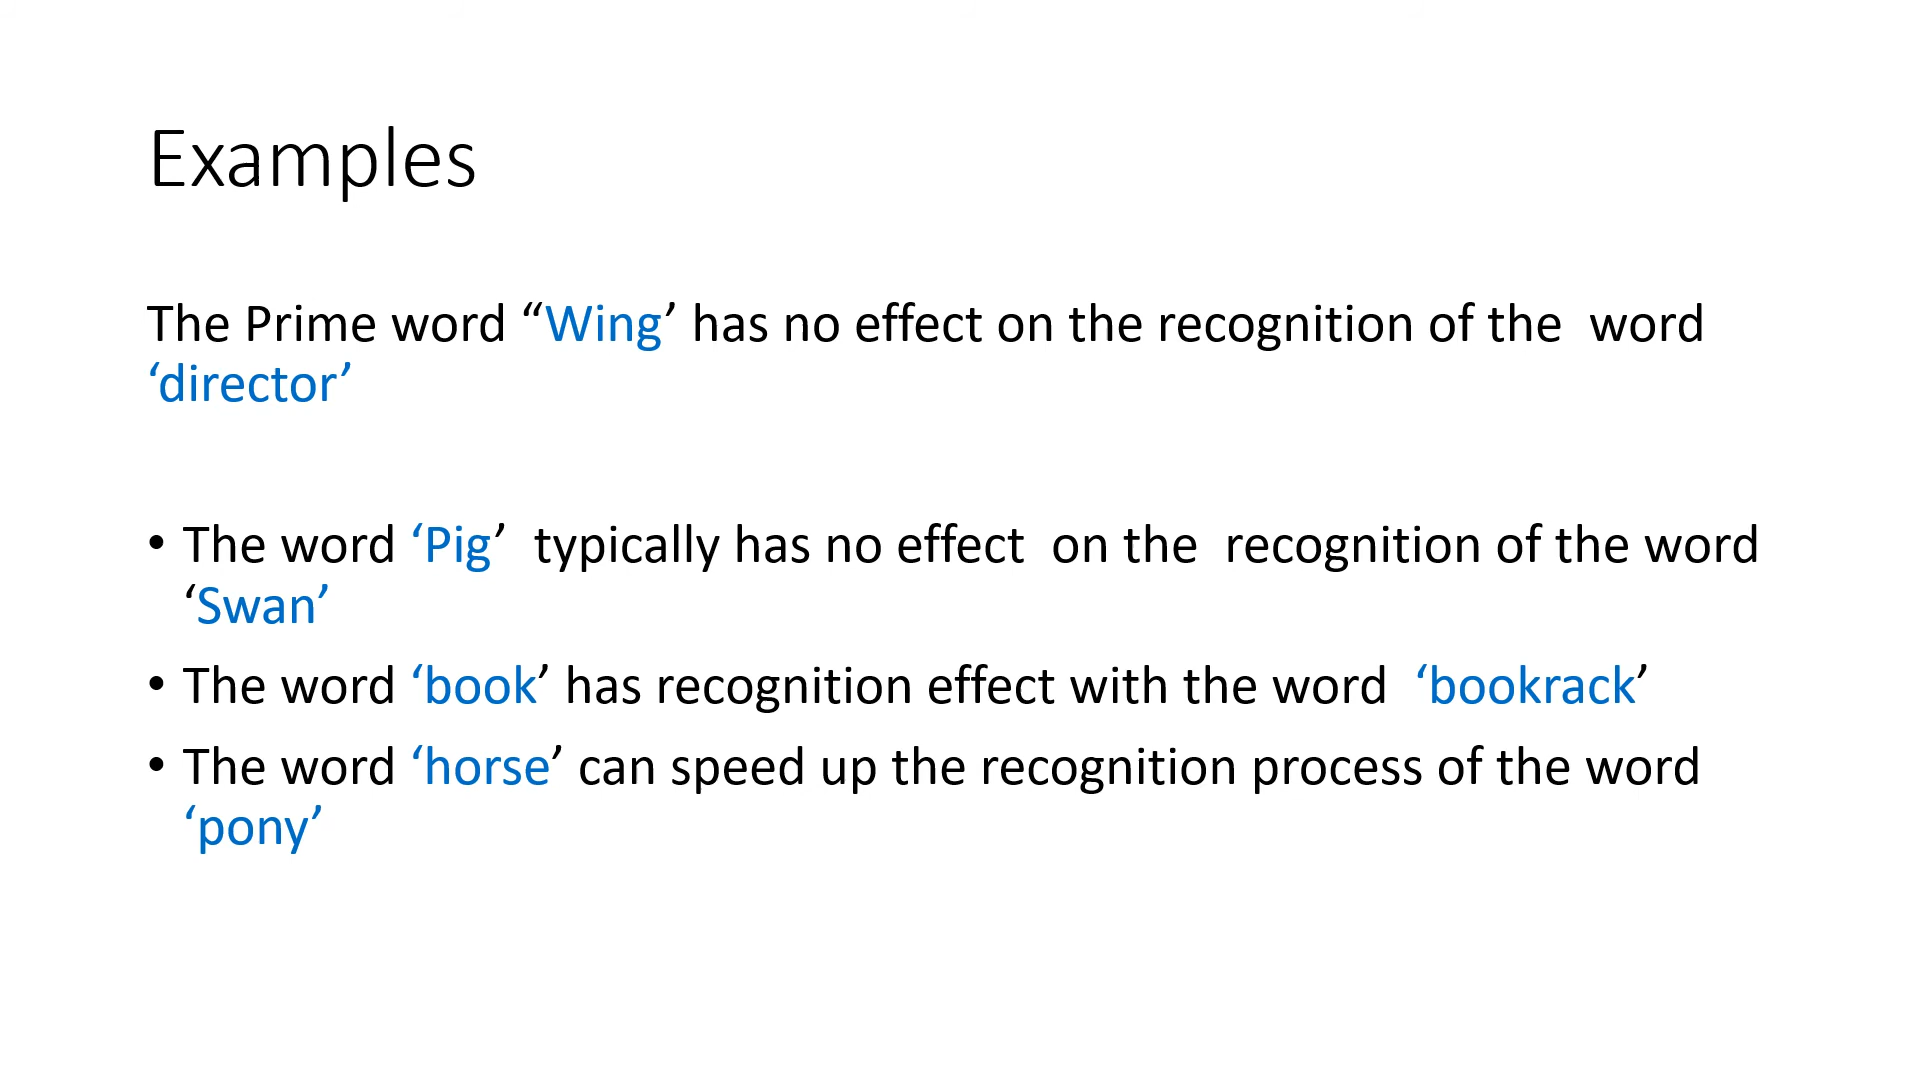 Examples
The Prime word “Wing’ has no effect on the recognition of the  word
‘director’
• The word ‘Pig’  typically has no effect  on the  recognition of the word
‘Swan’
• The word ‘book’ has recognition effect with the word  ‘bookrack’
• The word ‘horse’ can speed up the recognition process of the word
‘pony’